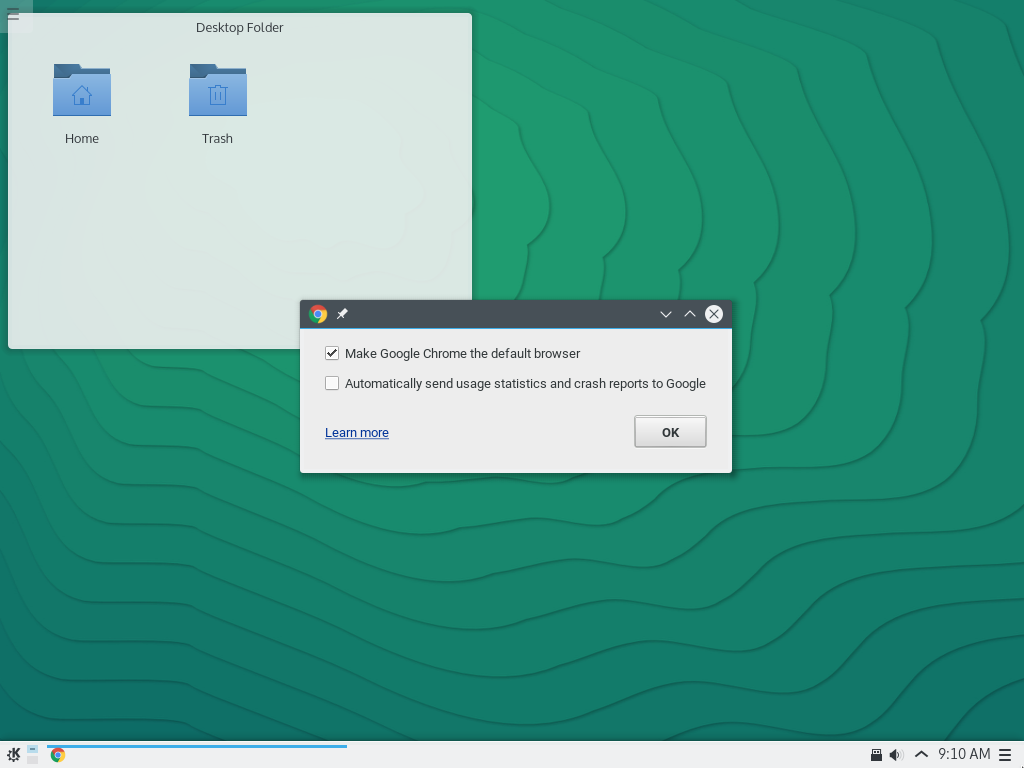 Desktop Folder
Home
Trash
Make Google Chrome the default browser
Automatically send usage statistics and crash reports to Google
Learn more
OK
9:10 AM